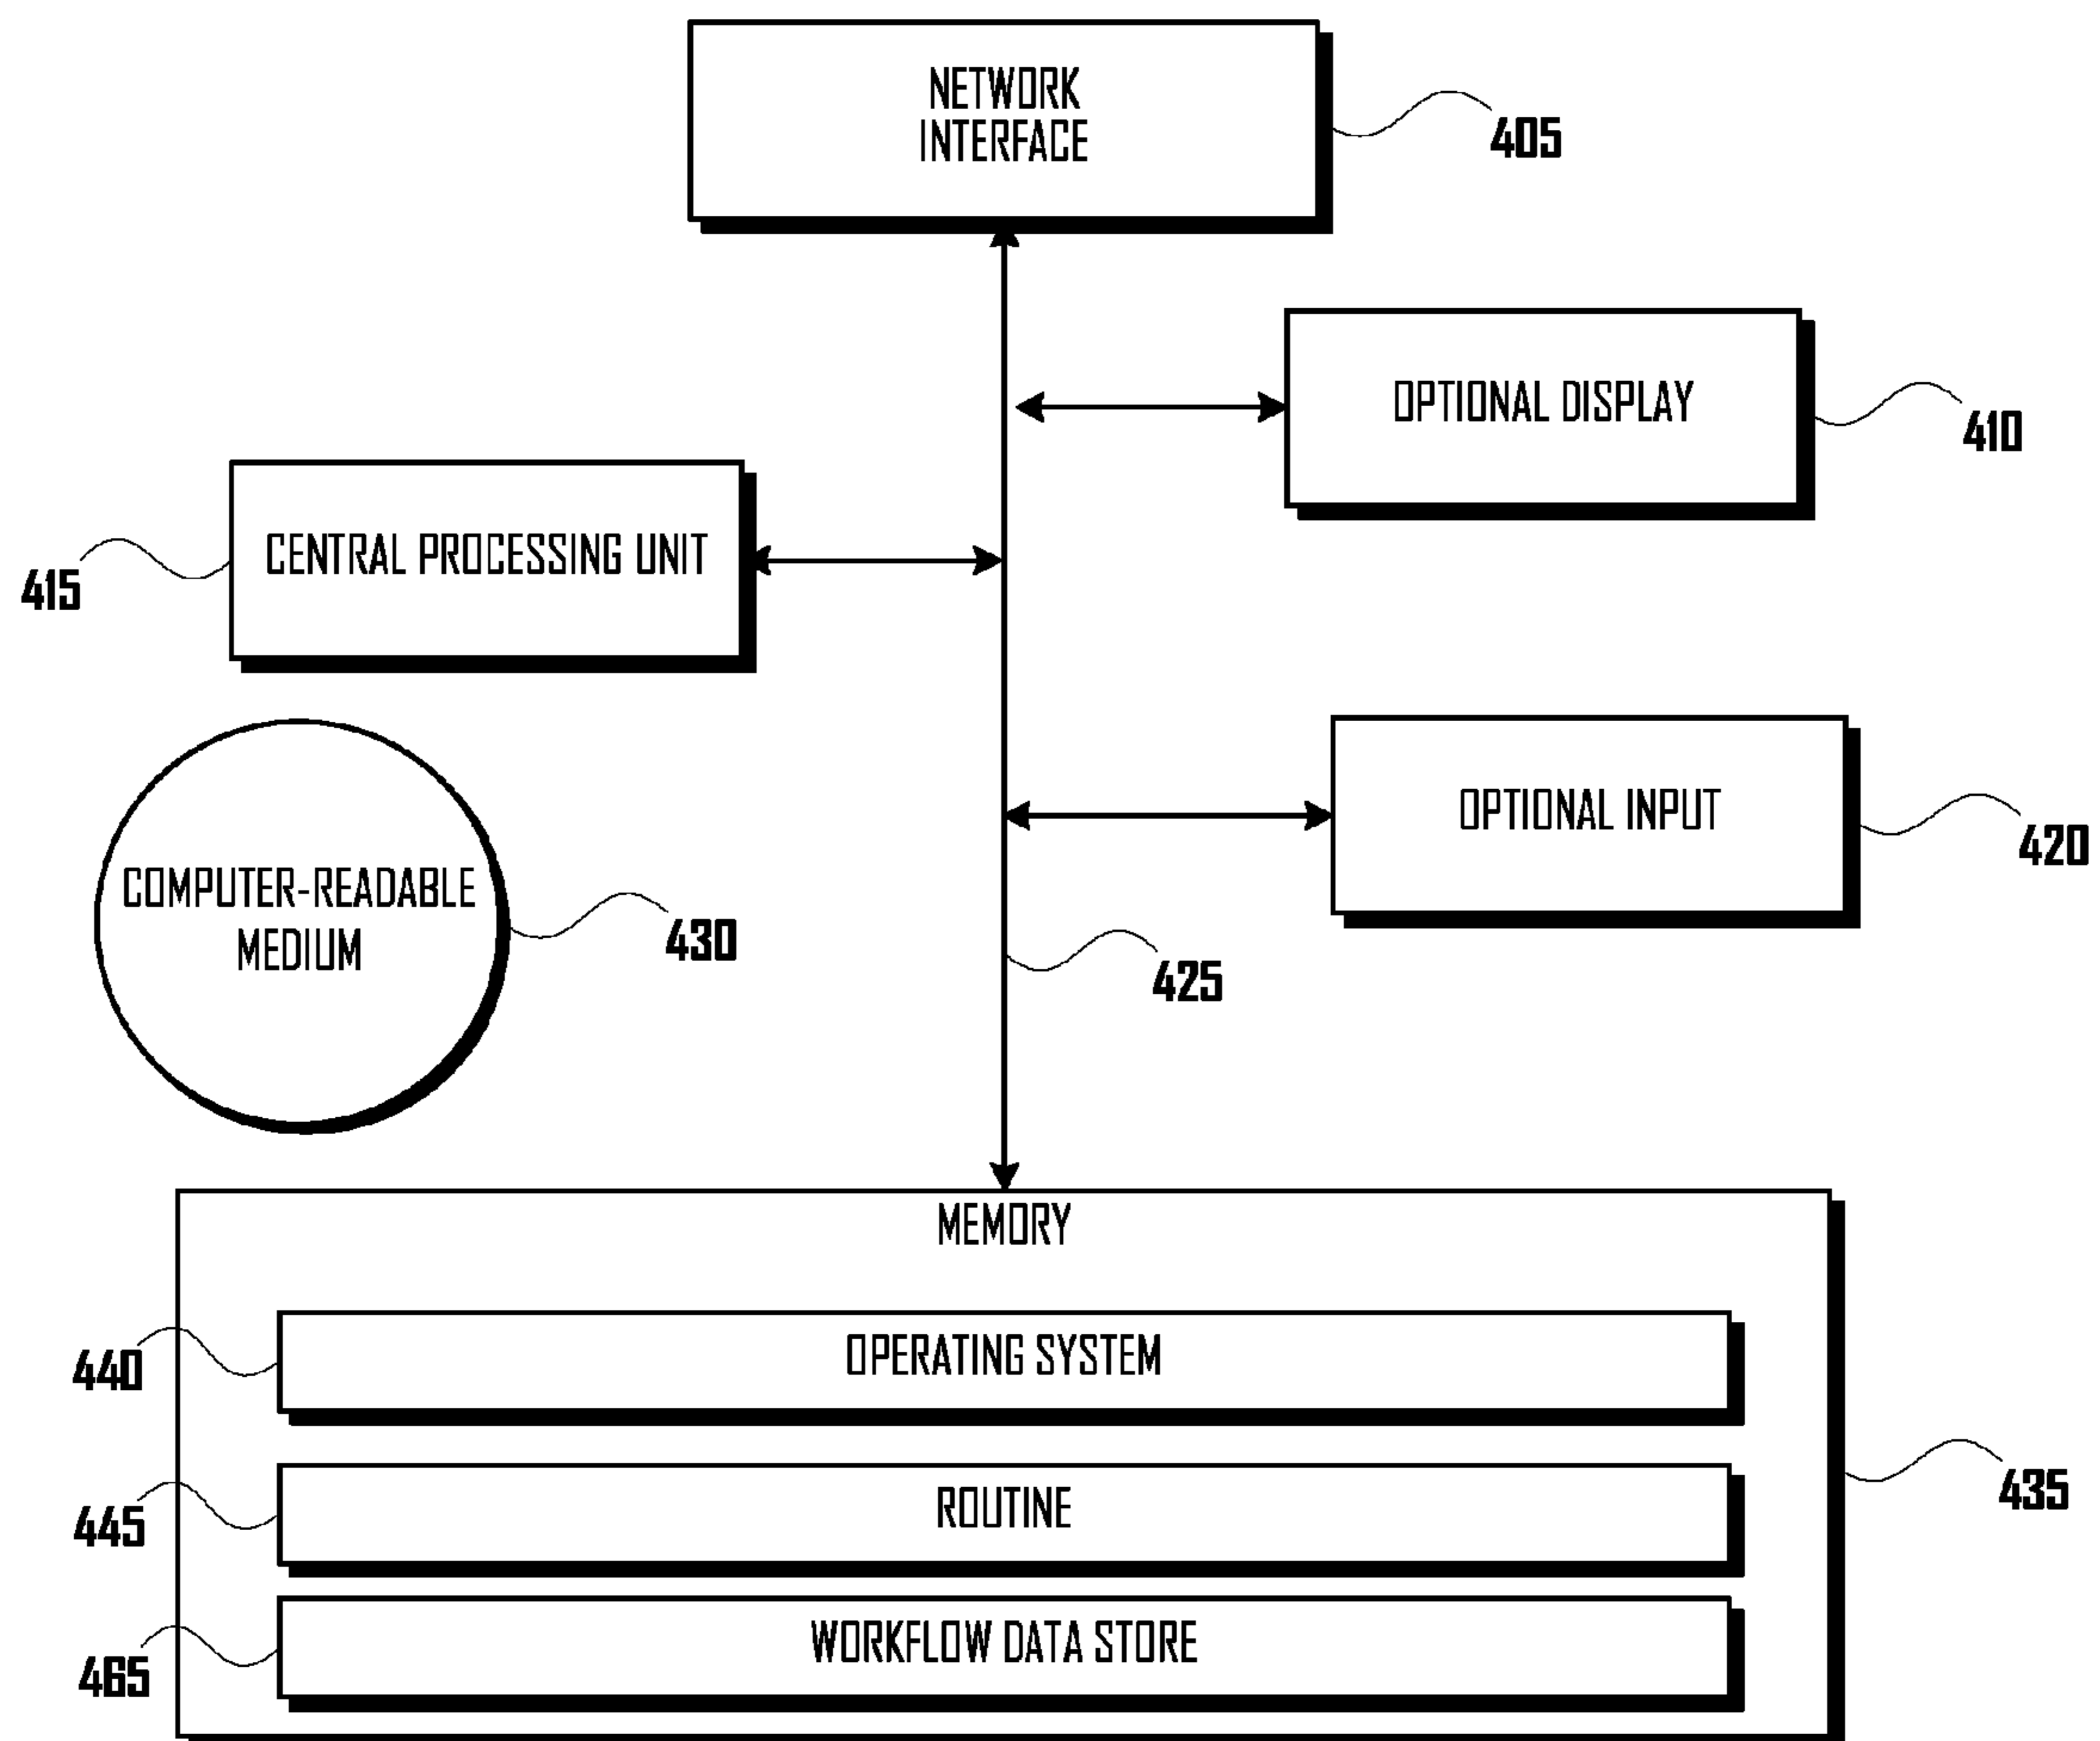 NETWORK
INTERFACE
405
OPTIONAL DISPLAY
410
CENTRAL PROCESSING UNIT
415
OPTIONAL INPUT
420
COMPUTER-READABLE
MEDIUM
430
425
MEMORY
OPERATING SYSTEM
440
ROUTINE
435
445
WORKFLOW DATA STORE
465